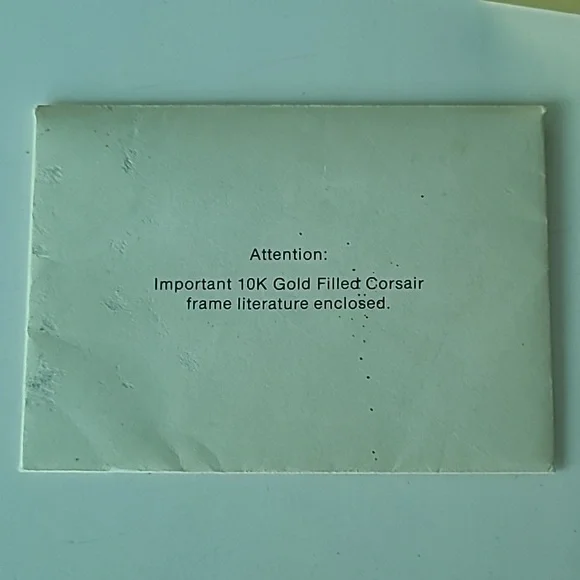 Attention:
Important 10K Gold Filled Corsair
frame literature enclosed.